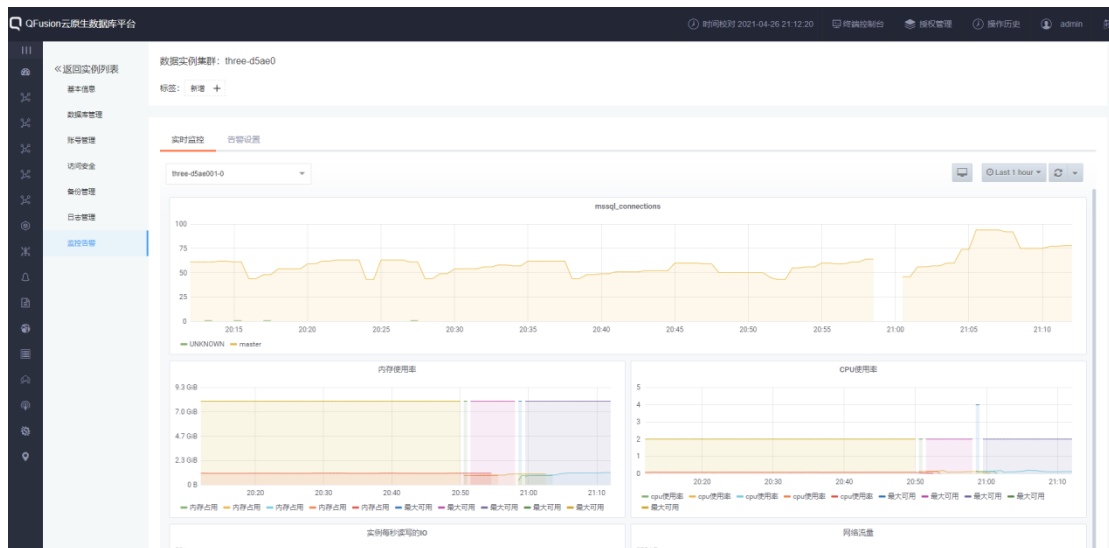 QFusion云原生数据库平台
时间校对 2021-04-26 21:12:20 终端控制台 授权管理 操作历史 admin
≪返回实例列表
基本信息
数据库管理
账号管理
访问安全
备份管理
日志管理
监控告警
数据实例集群：three-d5ae0
标签： 新增 +
实时监控 告警设置
three-d5ae001-0
Last 1 hour
mssql_connections
100
75
50
25
0
20:15 20:20 20:25 20:30 20:35 20:40 20:45 20:50 20:55 21:00 21:05 21:10
UNKNOWN master
内存使用率
9.3 GiB
7.0 GiB
4.7 GiB
2.3 GiB
0 B
20:20 20:30 20:40 20:50 21:00 21:10
内存占用 内存占用 内存占用 内存占用 内存占用 最大可用 最大可用 最大可用 最大可用 最大可用
CPU使用率
5
4
3
2
1
0
20:20 20:30 20:40 20:50 21:00 21:10
cpu使用率 cpu使用率 cpu使用率 cpu使用率 cpu使用率 最大可用 最大可用 最大可用 最大可用
最大可用
实例每秒读写的IO
网络流量